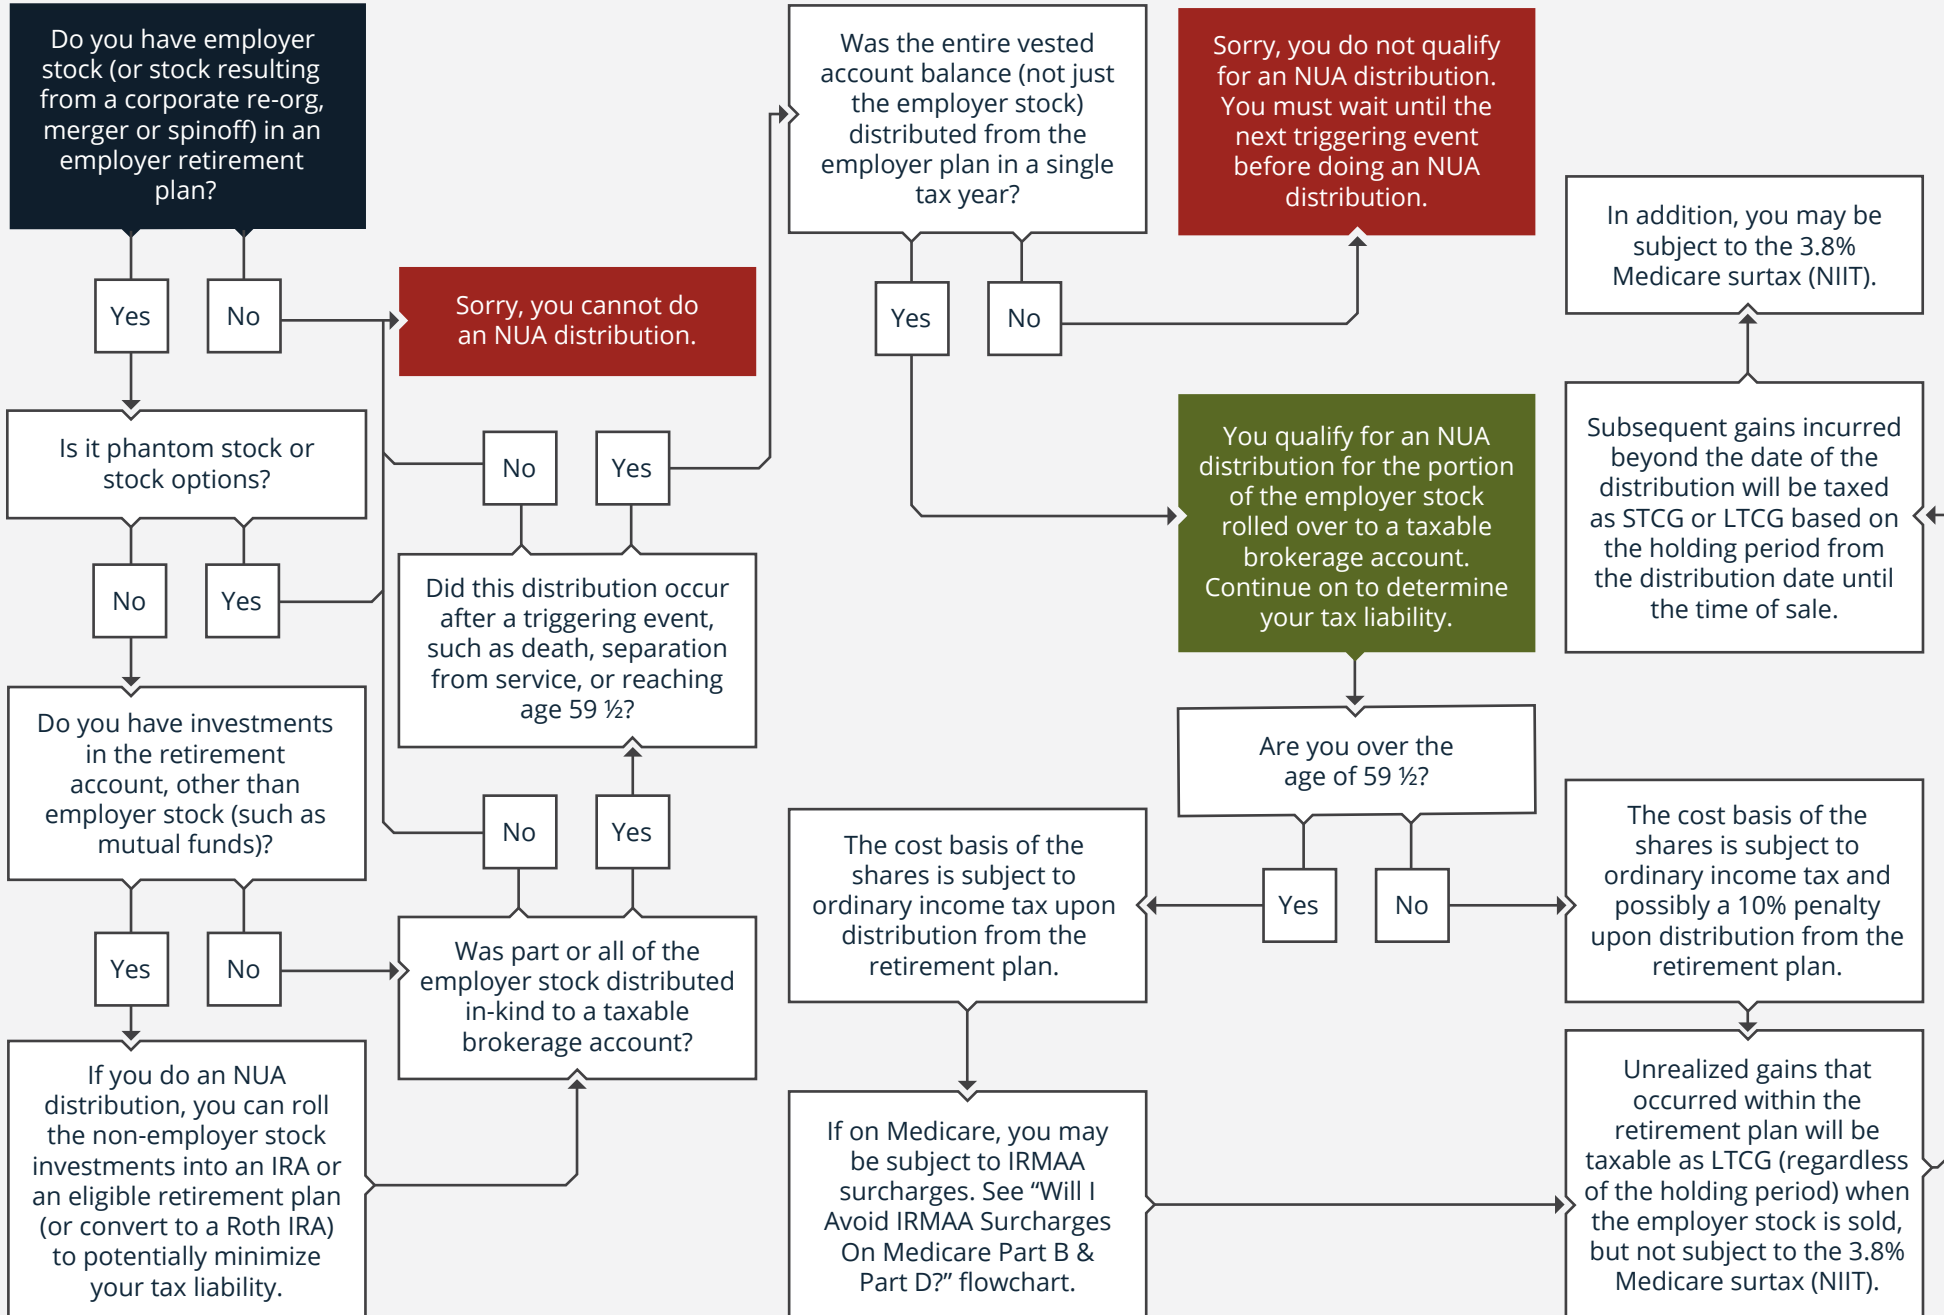 Do you have employer
stock (or stock resulting
from a corporate re-org,
merger or spinoff) in an
employer retirement
plan?
Yes
No
Sorry, you cannot do
an NUA distribution.
Is it phantom stock or
stock options?
No
Yes
Do you have investments
in the retirement
account, other than
employer stock (such as
mutual funds)?
Yes
No
If you do an NUA
distribution, you can roll
the non-employer stock
investments into an IRA or
an eligible retirement plan
(or convert to a Roth IRA)
to potentially minimize
your tax liability.
Was part or all of the
employer stock distributed
in-kind to a taxable
brokerage account?
No
Yes
Did this distribution occur
after a triggering event,
such as death, separation
from service, or reaching
age 59 ½?
No
Yes
Was the entire vested
account balance (not just
the employer stock)
distributed from the
employer plan in a single
tax year?
Yes
No
Sorry, you do not qualify
for an NUA distribution.
You must wait until the
next triggering event
before doing an NUA
distribution.
You qualify for an NUA
distribution for the portion
of the employer stock
rolled over to a taxable
brokerage account.
Continue on to determine
your tax liability.
Are you over the
age of 59 ½?
Yes
No
The cost basis of the
shares is subject to
ordinary income tax upon
distribution from the
retirement plan.
If on Medicare, you may
be subject to IRMAA
surcharges. See “Will I
Avoid IRMAA Surcharges
On Medicare Part B &
Part D?” flowchart.
The cost basis of the
shares is subject to
ordinary income tax and
possibly a 10% penalty
upon distribution from the
retirement plan.
Unrealized gains that
occurred within the
retirement plan will be
taxable as LTCG (regardless
of the holding period) when
the employer stock is sold,
but not subject to the 3.8%
Medicare surtax (NIIT).
Subsequent gains incurred
beyond the date of the
distribution will be taxed
as STCG or LTCG based on
the holding period from
the distribution date until
the time of sale.
In addition, you may be
subject to the 3.8%
Medicare surtax (NIIT).